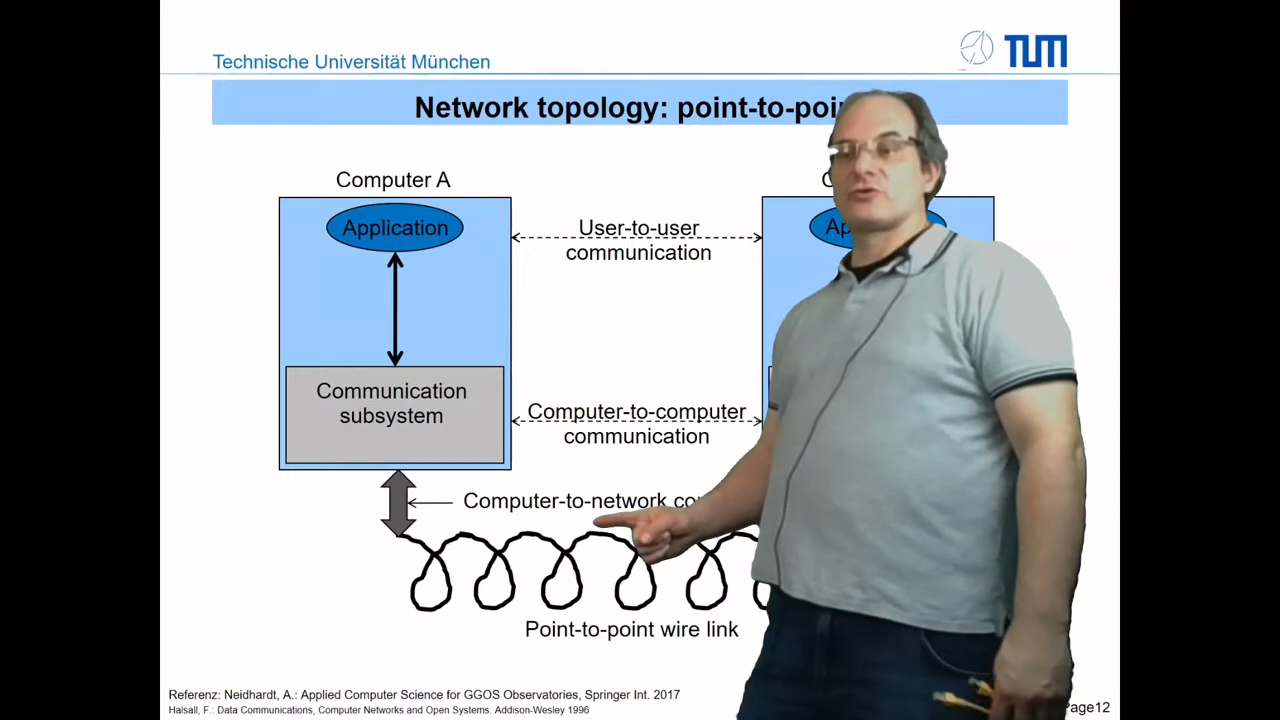 Technische Universität München
TUM
Network topology: point-to-poi
Computer A
Application
User-to-user
communication
Communication
subsystem
Computer-to-computer
communication
Computer-to-network
Point-to-point wire link
Referenz: Neidhardt, A.: Applied Computer Science for GGOS Observatories, Springer Int. 2017
Halsall, F.: Data Communications, Computer Networks and Open Systems. Addison-Wesley 1996
Page12